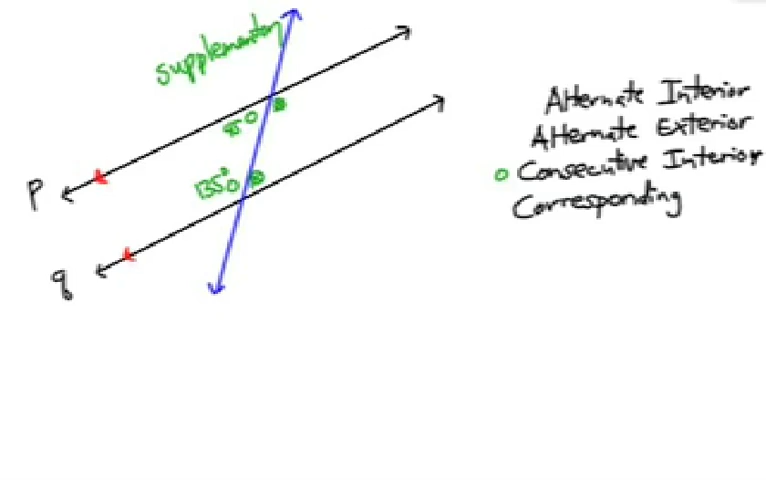 supplementary
45°
135°
p
q
Alternate Interior
Alternate Exterior
Consecutive Interior
Corresponding